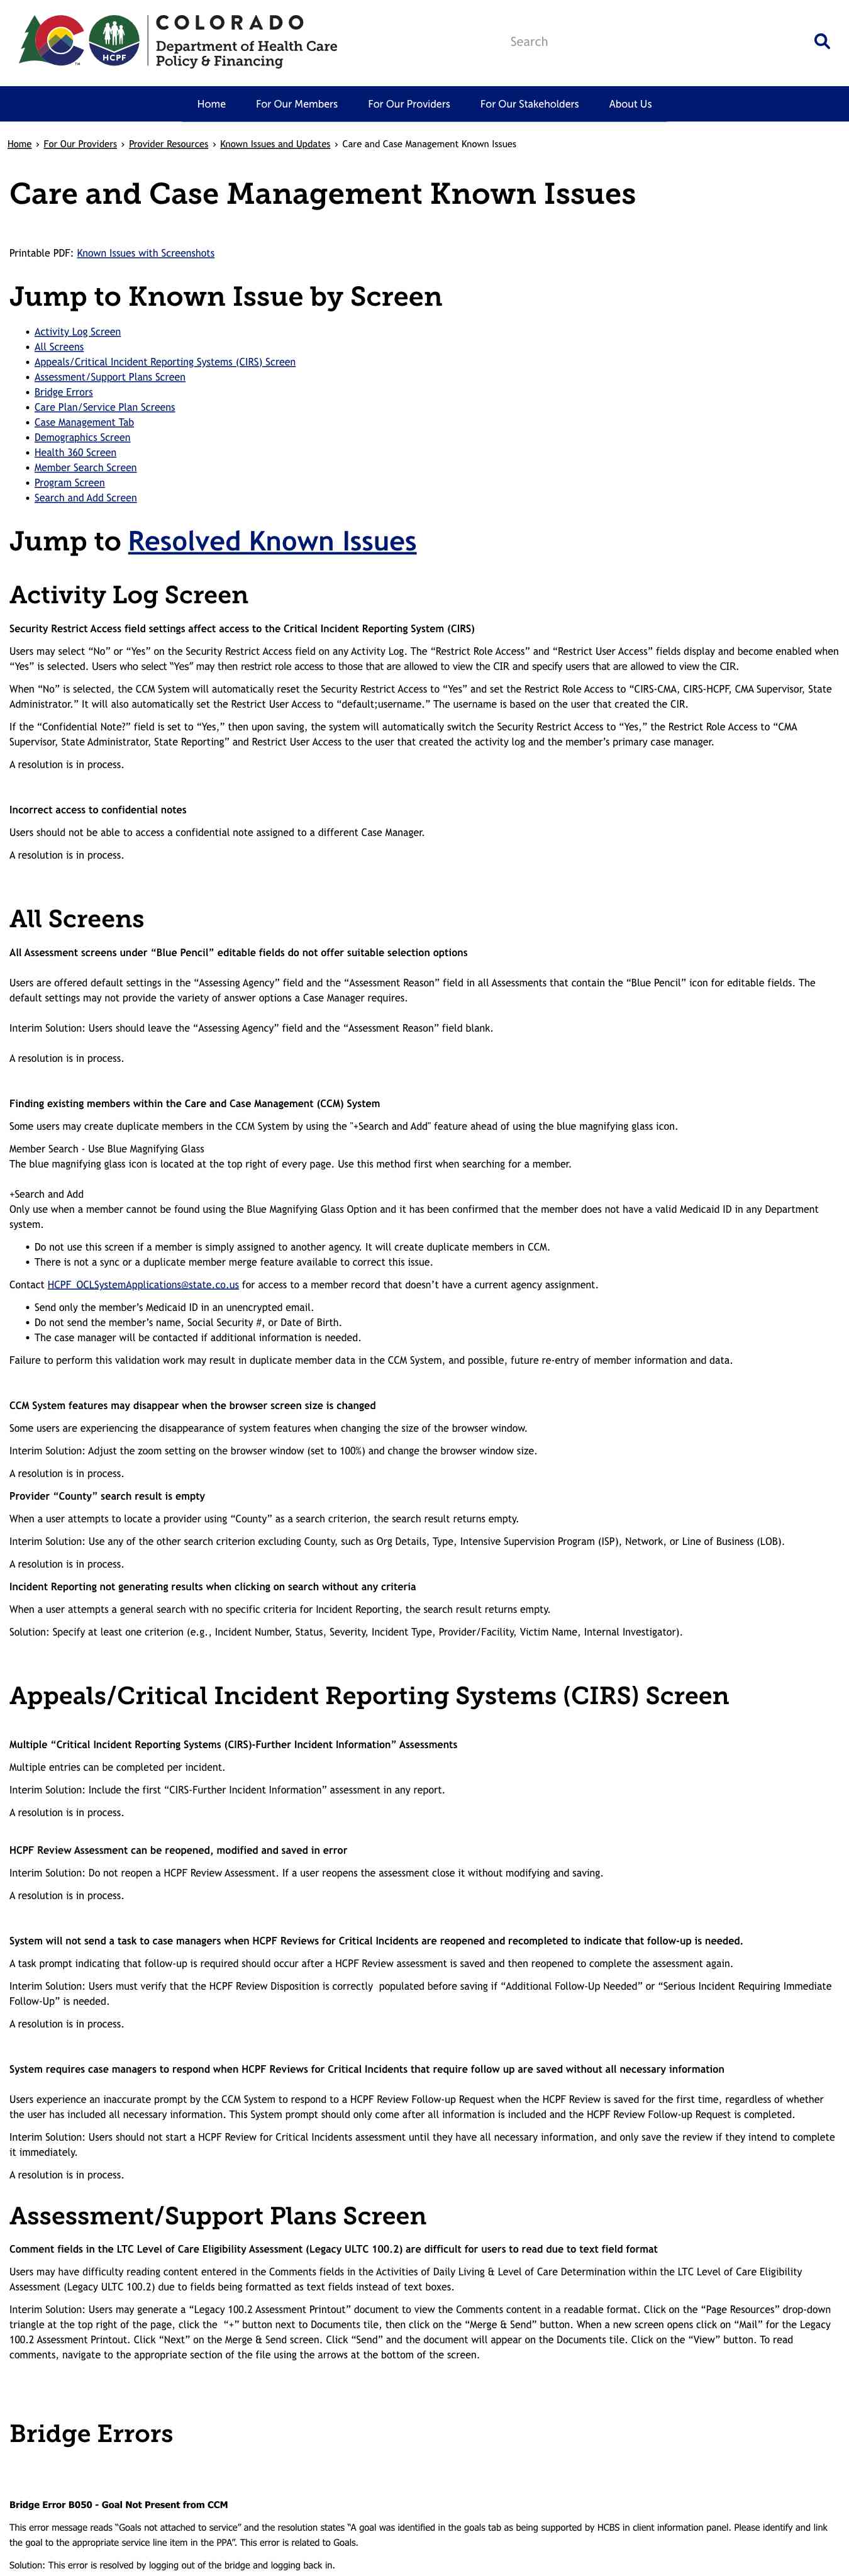 COLORADO
Department of Health Care
Policy & Financing
HCPF
TM
Search
Home For Our Members For Our Providers For Our Stakeholders About Us
Home › For Our Providers › Provider Resources › Known Issues and Updates › Care and Case Management Known Issues
Care and Case Management Known Issues
Printable PDF: Known Issues with Screenshots
Jump to Known Issue by Screen
• Activity Log Screen
• All Screens
• Appeals/Critical Incident Reporting Systems (CIRS) Screen
• Assessment/Support Plans Screen
• Bridge Errors
• Care Plan/Service Plan Screens
• Case Management Tab
• Demographics Screen
• Health 360 Screen
• Member Search Screen
• Program Screen
• Search and Add Screen
Jump to Resolved Known Issues
Activity Log Screen
Security Restrict Access field settings affect access to the Critical Incident Reporting System (CIRS)
Users may select “No” or “Yes” on the Security Restrict Access field on any Activity Log. The “Restrict Role Access” and “Restrict User Access” fields display and become enabled when
“Yes” is selected. Users who select “Yes” may then restrict role access to those that are allowed to view the CIR and specify users that are allowed to view the CIR.
When “No” is selected, the CCM System will automatically reset the Security Restrict Access to “Yes” and set the Restrict Role Access to “CIRS-CMA, CIRS-HCPF, CMA Supervisor, State
Administrator.” It will also automatically set the Restrict User Access to “default;username.” The username is based on the user that created the CIR.
If the “Confidential Note?” field is set to “Yes,” then upon saving, the system will automatically switch the Security Restrict Access to “Yes,” the Restrict Role Access to “CMA
Supervisor, State Administrator, State Reporting” and Restrict User Access to the user that created the activity log and the member’s primary case manager.
A resolution is in process.
Incorrect access to confidential notes
Users should not be able to access a confidential note assigned to a different Case Manager.
A resolution is in process.
All Screens
All Assessment screens under “Blue Pencil” editable fields do not offer suitable selection options
Users are offered default settings in the “Assessing Agency” field and the “Assessment Reason” field in all Assessments that contain the “Blue Pencil” icon for editable fields. The
default settings may not provide the variety of answer options a Case Manager requires.
Interim Solution: Users should leave the “Assessing Agency” field and the “Assessment Reason” field blank.
A resolution is in process.
Finding existing members within the Care and Case Management (CCM) System
Some users may create duplicate members in the CCM System by using the "+Search and Add" feature ahead of using the blue magnifying glass icon.
Member Search - Use Blue Magnifying Glass
The blue magnifying glass icon is located at the top right of every page. Use this method first when searching for a member.
+Search and Add
Only use when a member cannot be found using the Blue Magnifying Glass Option and it has been confirmed that the member does not have a valid Medicaid ID in any Department
system.
• Do not use this screen if a member is simply assigned to another agency. It will create duplicate members in CCM.
• There is not a sync or a duplicate member merge feature available to correct this issue.
Contact HCPF_OCLSystemApplications@state.co.us for access to a member record that doesn’t have a current agency assignment.
• Send only the member’s Medicaid ID in an unencrypted email.
• Do not send the member’s name, Social Security #, or Date of Birth.
• The case manager will be contacted if additional information is needed.
Failure to perform this validation work may result in duplicate member data in the CCM System, and possible, future re-entry of member information and data.
CCM System features may disappear when the browser screen size is changed
Some users are experiencing the disappearance of system features when changing the size of the browser window.
Interim Solution: Adjust the zoom setting on the browser window (set to 100%) and change the browser window size.
A resolution is in process.
Provider “County” search result is empty
When a user attempts to locate a provider using “County” as a search criterion, the search result returns empty.
Interim Solution: Use any of the other search criterion excluding County, such as Org Details, Type, Intensive Supervision Program (ISP), Network, or Line of Business (LOB).
A resolution is in process.
Incident Reporting not generating results when clicking on search without any criteria
When a user attempts a general search with no specific criteria for Incident Reporting, the search result returns empty.
Solution: Specify at least one criterion (e.g., Incident Number, Status, Severity, Incident Type, Provider/Facility, Victim Name, Internal Investigator).
Appeals/Critical Incident Reporting Systems (CIRS) Screen
Multiple “Critical Incident Reporting Systems (CIRS)-Further Incident Information” Assessments
Multiple entries can be completed per incident.
Interim Solution: Include the first “CIRS-Further Incident Information” assessment in any report.
A resolution is in process.
HCPF Review Assessment can be reopened, modified and saved in error
Interim Solution: Do not reopen a HCPF Review Assessment. If a user reopens the assessment close it without modifying and saving.
A resolution is in process.
System will not send a task to case managers when HCPF Reviews for Critical Incidents are reopened and recompleted to indicate that follow-up is needed.
A task prompt indicating that follow-up is required should occur after a HCPF Review assessment is saved and then reopened to complete the assessment again.
Interim Solution: Users must verify that the HCPF Review Disposition is correctly  populated before saving if “Additional Follow-Up Needed” or “Serious Incident Requiring Immediate
Follow-Up” is needed.
A resolution is in process.
System requires case managers to respond when HCPF Reviews for Critical Incidents that require follow up are saved without all necessary information
Users experience an inaccurate prompt by the CCM System to respond to a HCPF Review Follow-up Request when the HCPF Review is saved for the first time, regardless of whether
the user has included all necessary information. This System prompt should only come after all information is included and the HCPF Review Follow-up Request is completed.
Interim Solution: Users should not start a HCPF Review for Critical Incidents assessment until they have all necessary information, and only save the review if they intend to complete
it immediately.
A resolution is in process.
Assessment/Support Plans Screen
Comment fields in the LTC Level of Care Eligibility Assessment (Legacy ULTC 100.2) are difficult for users to read due to text field format
Users may have difficulty reading content entered in the Comments fields in the Activities of Daily Living & Level of Care Determination within the LTC Level of Care Eligibility
Assessment (Legacy ULTC 100.2) due to fields being formatted as text fields instead of text boxes.
Interim Solution: Users may generate a “Legacy 100.2 Assessment Printout” document to view the Comments content in a readable format. Click on the “Page Resources” drop-down
triangle at the top right of the page, click the  “+” button next to Documents tile, then click on the “Merge & Send” button. When a new screen opens click on “Mail” for the Legacy
100.2 Assessment Printout. Click “Next” on the Merge & Send screen. Click “Send” and the document will appear on the Documents tile. Click on the “View” button. To read
comments, navigate to the appropriate section of the file using the arrows at the bottom of the screen.
Bridge Errors
Bridge Error B050 - Goal Not Present from CCM
This error message reads “Goals not attached to service” and the resolution states “A goal was identified in the goals tab as being supported by HCBS in client information panel. Please identify and link
the goal to the appropriate service line item in the PPA”. This error is related to Goals.
Solution: This error is resolved by logging out of the bridge and logging back in.